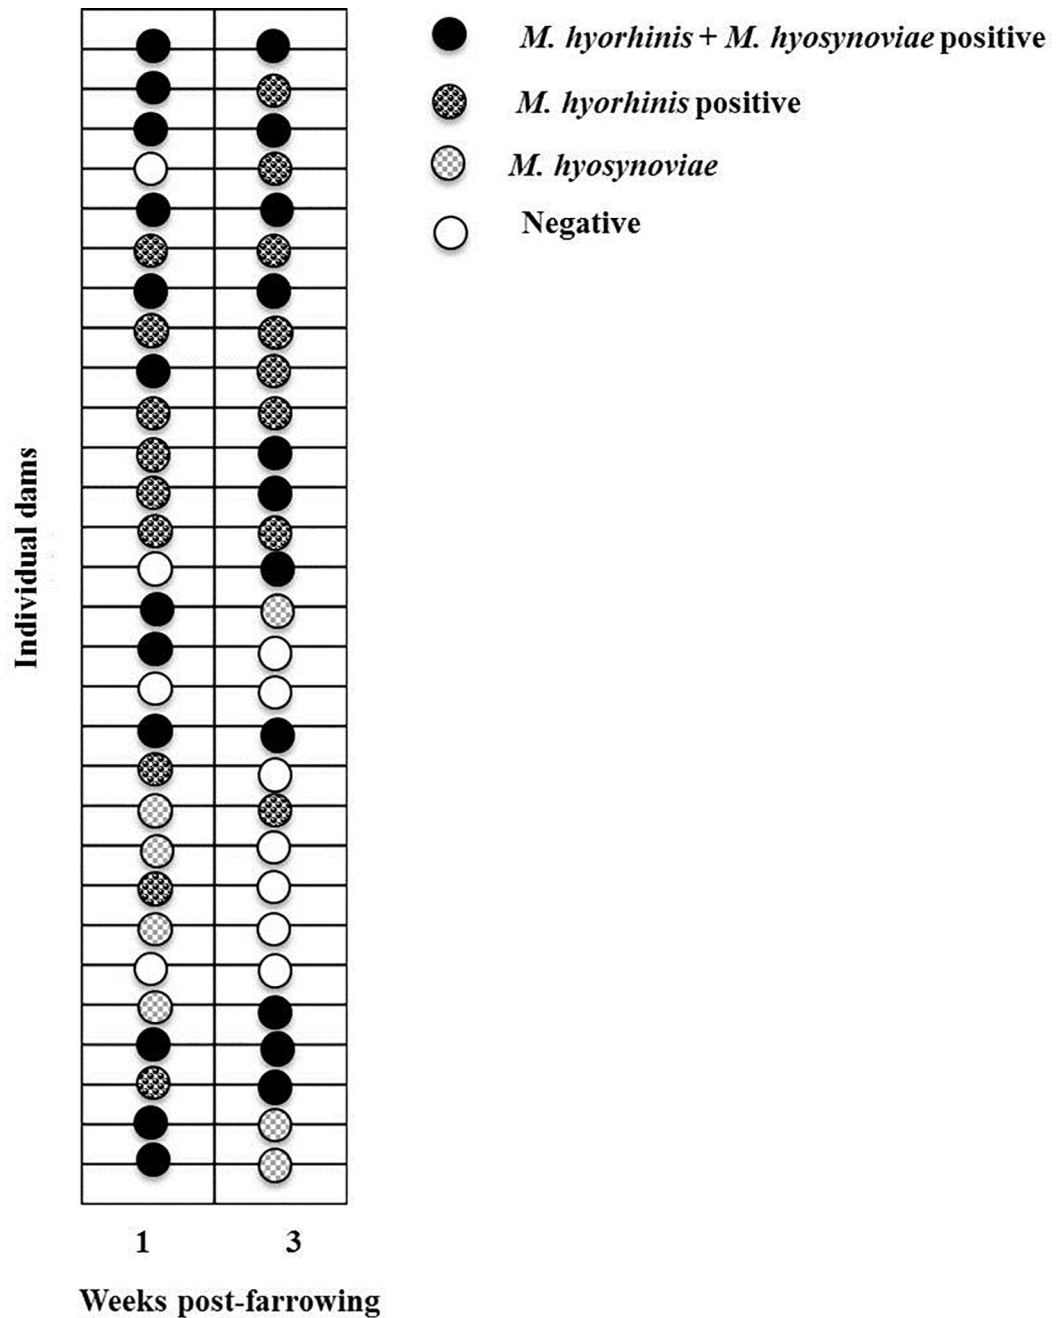 M. hyorhinis + M. hyosynoviae positive
M. hyorhinis positive
M. hyosynoviae
Negative
Individual dams
1 3
Weeks post-farrowing